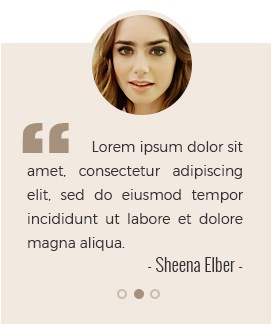 “ Lorem ipsum dolor sit
amet, consectetur adipiscing
elit, sed do eiusmod tempor
incididunt ut labore et dolore
magna aliqua.
- Sheena Elber -